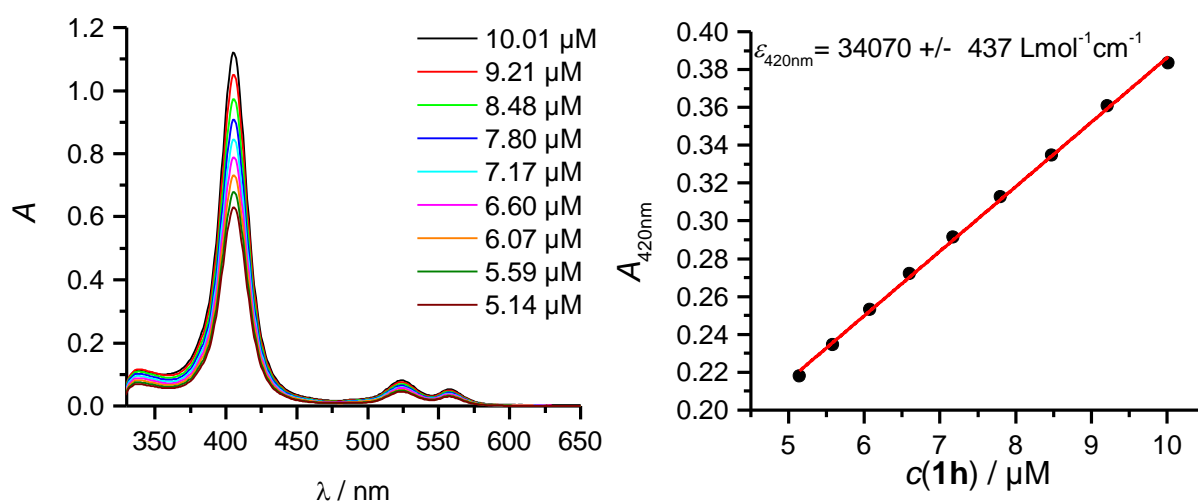 1.2
1.0
0.8
0.6
0.4
0.2
0.0
A
350 400 450 500 550 600 650
λ / nm
10.01 µM
9.21 µM
8.48 µM
7.80 µM
7.17 µM
6.60 µM
6.07 µM
5.59 µM
5.14 µM
0.40
0.38
0.36
0.34
0.32
0.30
0.28
0.26
0.24
0.22
0.20
A420nm
ε420nm= 34070 +/- 437 Lmol-1cm-1
5 6 7 8 9 10
c(1h) / µM